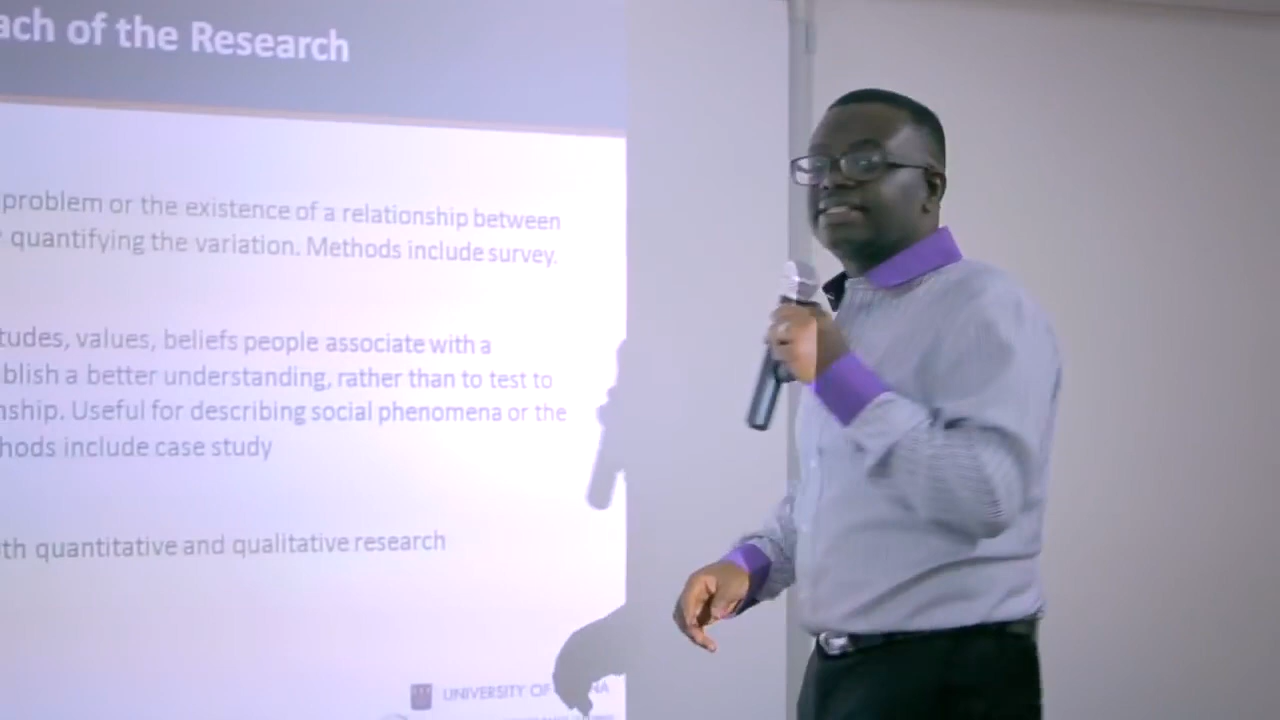 ach of the Research
problem or the existence of a relationship between
quantifying the variation. Methods include survey.
tudes, values, beliefs people associate with a
blish a better understanding, rather than to test to
nship. Useful for describing social phenomena or the
hods include case study
th quantitative and qualitative research
UNIVERSITY OF